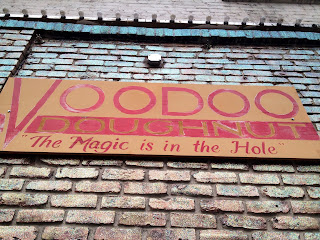 VOODOO
DOUGHNUT
"The Magic is in the Hole"